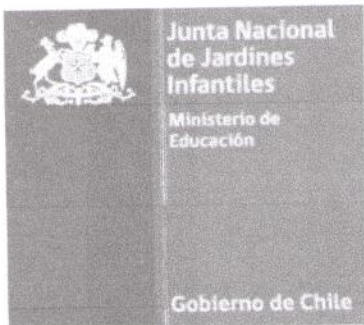 Junta Nacional
de Jardines
Infantiles
Ministerio de
Educación
Gobierno de Chile